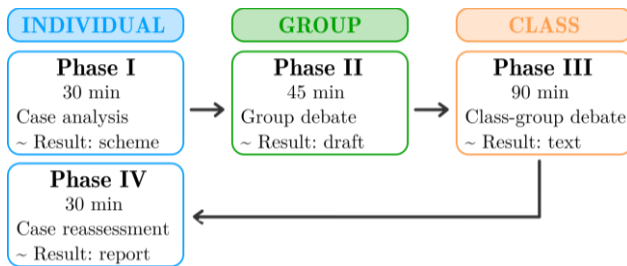 INDIVIDUAL
GROUP
CLASS
Phase I
30 min
Case analysis
~ Result: scheme
Phase II
45 min
Group debate
~ Result: draft
Phase III
90 min
Class-group debate
~ Result: text
Phase IV
30 min
Case reassessment
~ Result: report